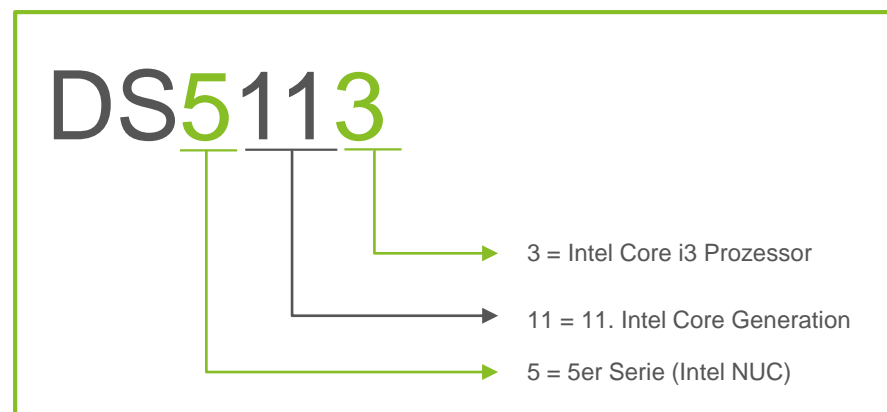 DS5113
3 = Intel Core i3 Prozessor
11 = 11. Intel Core Generation
5 = 5er Serie (Intel NUC)